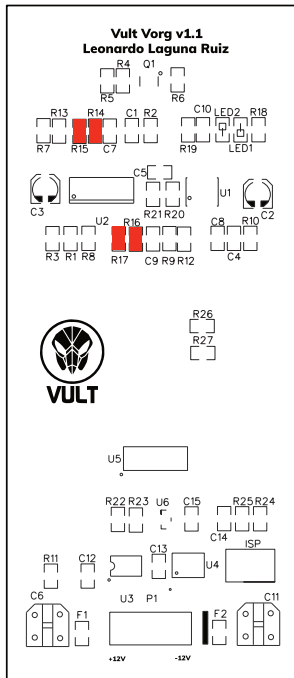 Vult Vorg v1.1
Leonardo Laguna Ruiz
R4 Q1
R5 R6
R13 R14 C1 R2 C10 LED2 R18
R7 R15 C7 R19 LED1
C5
U1
C3 R21 R20 C2
U2 R16 C8 R10
R3 R1 R8 R17 C9 R9 R12 C4
R26
R27
VULT
U5
R22 R23 U6 C15 R25 R24
C14
R11 C12 C13 U4 ISP
C6 U3 P1 C11
F1 F2
+12V -12V